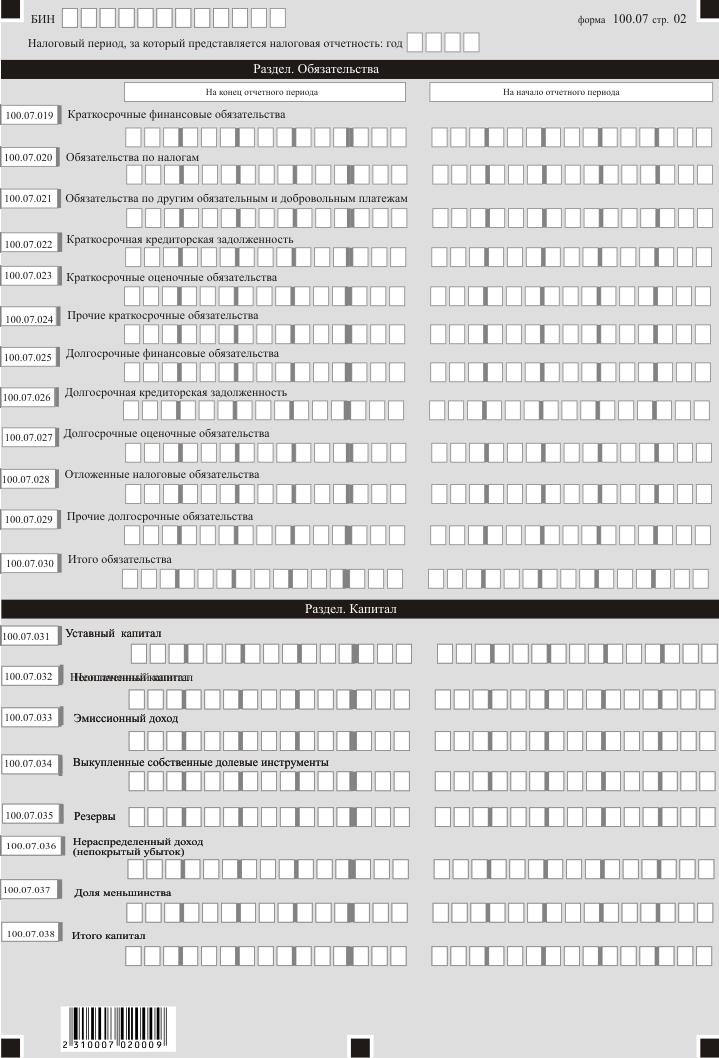 БИН форма 100.07 стр. 02
Налоговый период, за который представляется налоговая отчетность: год
Раздел. Обязательства
На конец отчетного периода На начало отчетного периода
100.07.019 Краткосрочные финансовые обязательства
100.07.020 Обязательства по налогам
100.07.021 Обязательства по другим обязательным и добровольным платежам
100.07.022 Краткосрочная кредиторская задолженность
100.07.023 Краткосрочные оценочные обязательства
100.07.024 Прочие краткосрочные обязательства
100.07.025 Долгосрочные финансовые обязательства
100.07.026 Долгосрочная кредиторская задолженность
100.07.027 Долгосрочные оценочные обязательства
100.07.028 Отложенные налоговые обязательства
100.07.029 Прочие долгосрочные обязательства
100.07.030 Итого обязательства
Раздел. Капитал
100.07.031 Уставный капитал
100.07.032 Неоплаченный капитал
100.07.033 Эмиссионный доход
100.07.034 Выкупленные собственные долевые инструменты
100.07.035 Резервы
100.07.036 Нераспределенный доход
(непокрытый убыток)
100.07.037 Доля меньшинства
100.07.038 Итого капитал
2 310007 020009